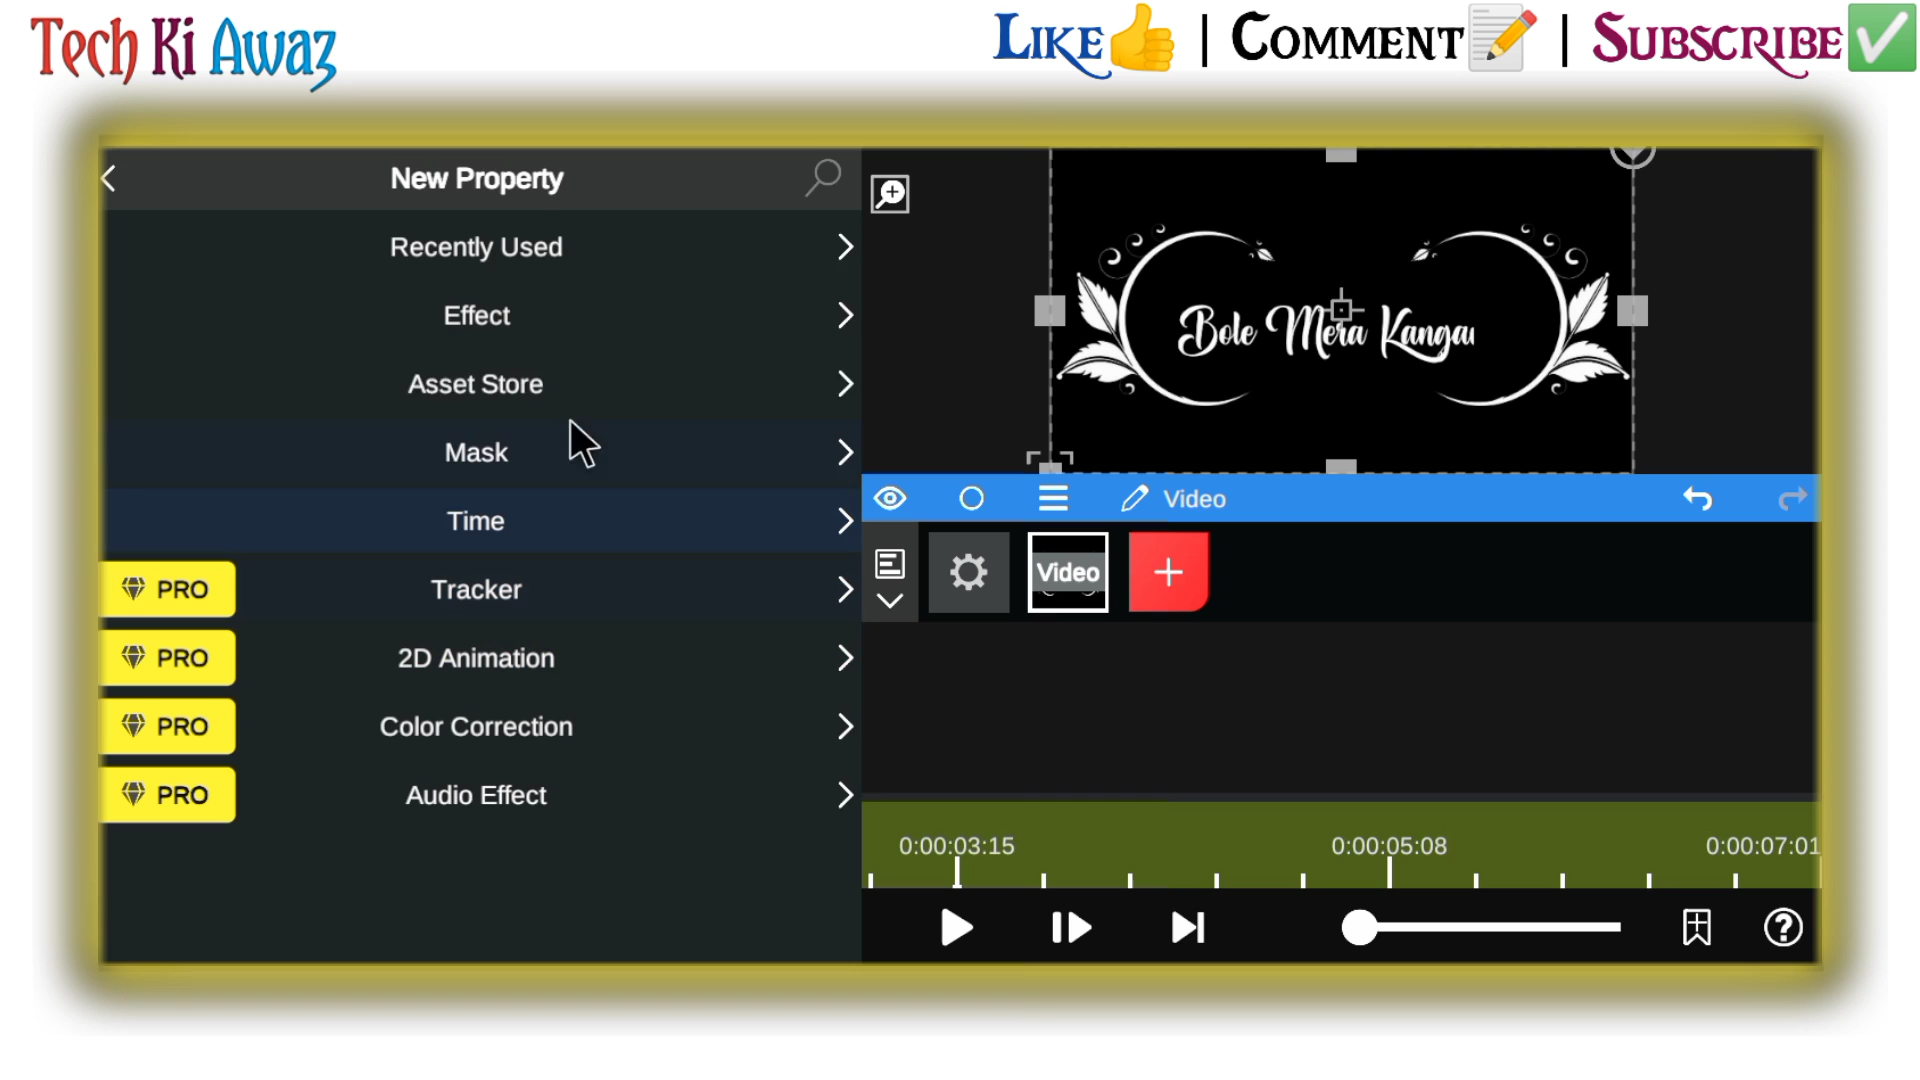 Tech Ki Awaz
LIKE👍 | COMMENT📝 | SUBSCRIBE✅
New Property
Recently Used
Effect
Asset Store
Mask
Time
PRO Tracker
PRO 2D Animation
PRO Color Correction
PRO Audio Effect
Bole Mera Kangan
Video
Video
0:00:03:15 0:00:05:08 0:00:07:01